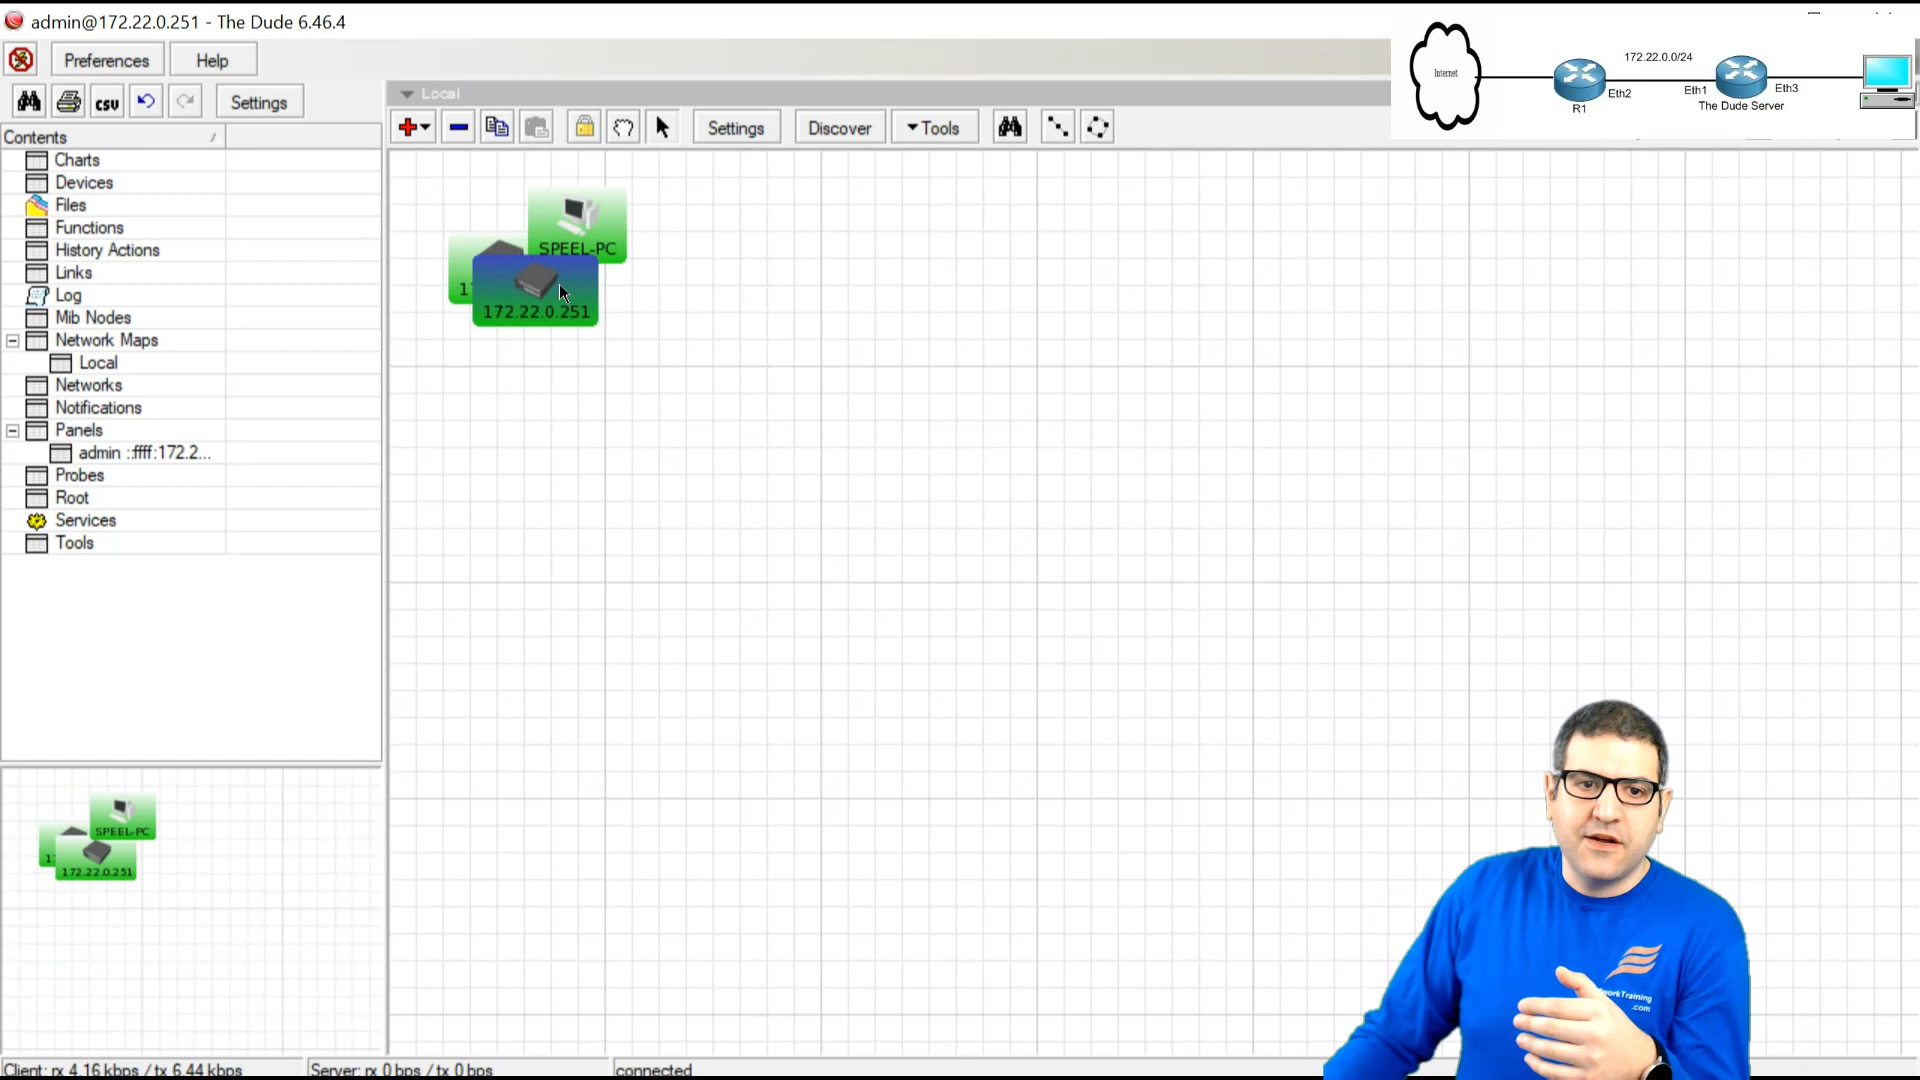 admin@172.22.0.251 - The Dude 6.46.4
Preferences
Help
CSV
Settings
Contents
Charts
Devices
Files
Functions
History Actions
Links
Log
Mib Nodes
Network Maps
Local
Networks
Notifications
Panels
admin ::ffff:172.2...
Probes
Root
Services
Tools
Local
Settings
Discover
Tools
SPEEL-PC
172.22.0.251
Internet
R1
Eth2
172.22.0.0/24
Eth1
The Dude Server
Eth3
SPEEL-PC
172.22.0.251
Client: rx 4.16 kbps / tx 6.44 kbps
Server: rx 0 bps / tx 0 bps
connected
.com